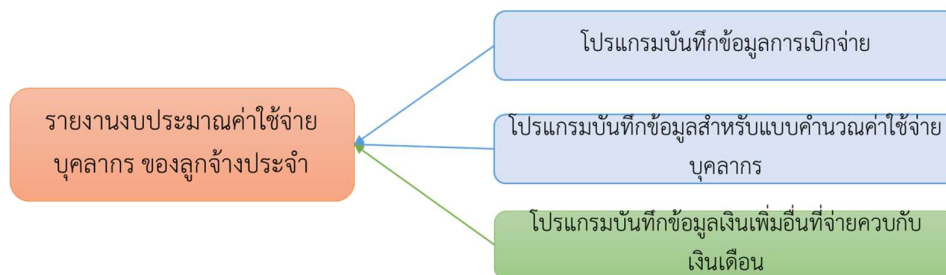 รายงานงบประมาณค่าใช้จ่าย
บุคลากร ของลูกจ้างประจำ
โปรแกรมบันทึกข้อมูลการเบิกจ่าย
โปรแกรมบันทึกข้อมูลสำหรับแบบคำนวณค่าใช้จ่าย
บุคลากร
โปรแกรมบันทึกข้อมูลเงินเพิ่มอื่นที่จ่ายควบกับ
เงินเดือน